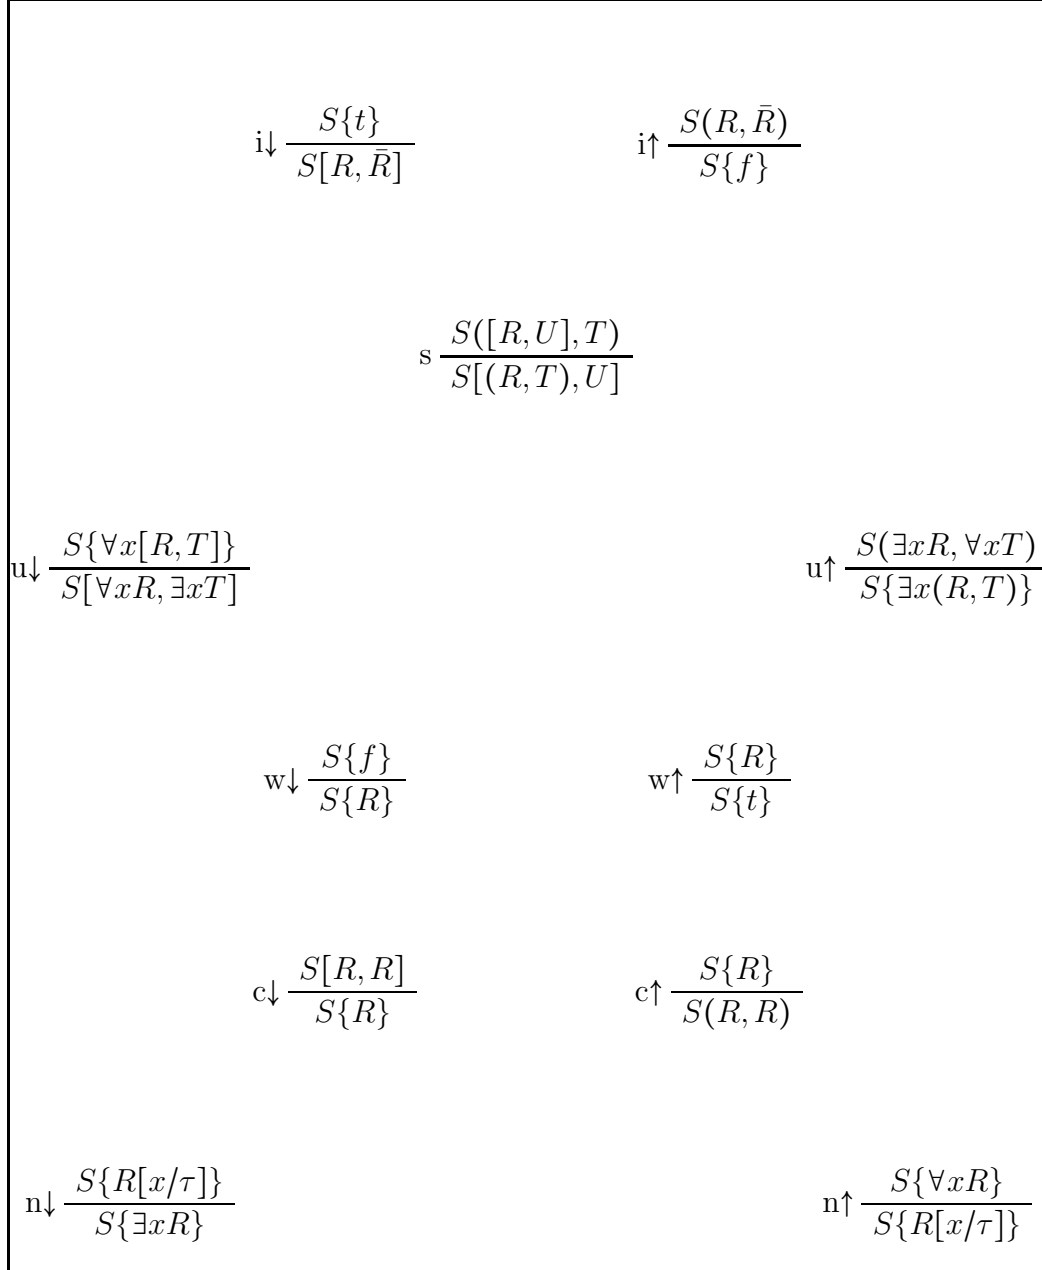 i↓ S{t} / S[R, R̄]   i↑ S(R, R̄) / S{f}
s S([R, U], T) / S[(R, T), U]
u↓ S{∀x[R, T]} / S[∀xR, ∃xT]   u↑ S(∃xR, ∀xT) / S{∃x(R, T)}
w↓ S{f} / S{R}   w↑ S{R} / S{t}
c↓ S[R, R] / S{R}   c↑ S{R} / S(R, R)
n↓ S{R[x/τ]} / S{∃xR}   n↑ S{∀xR} / S{R[x/τ]}